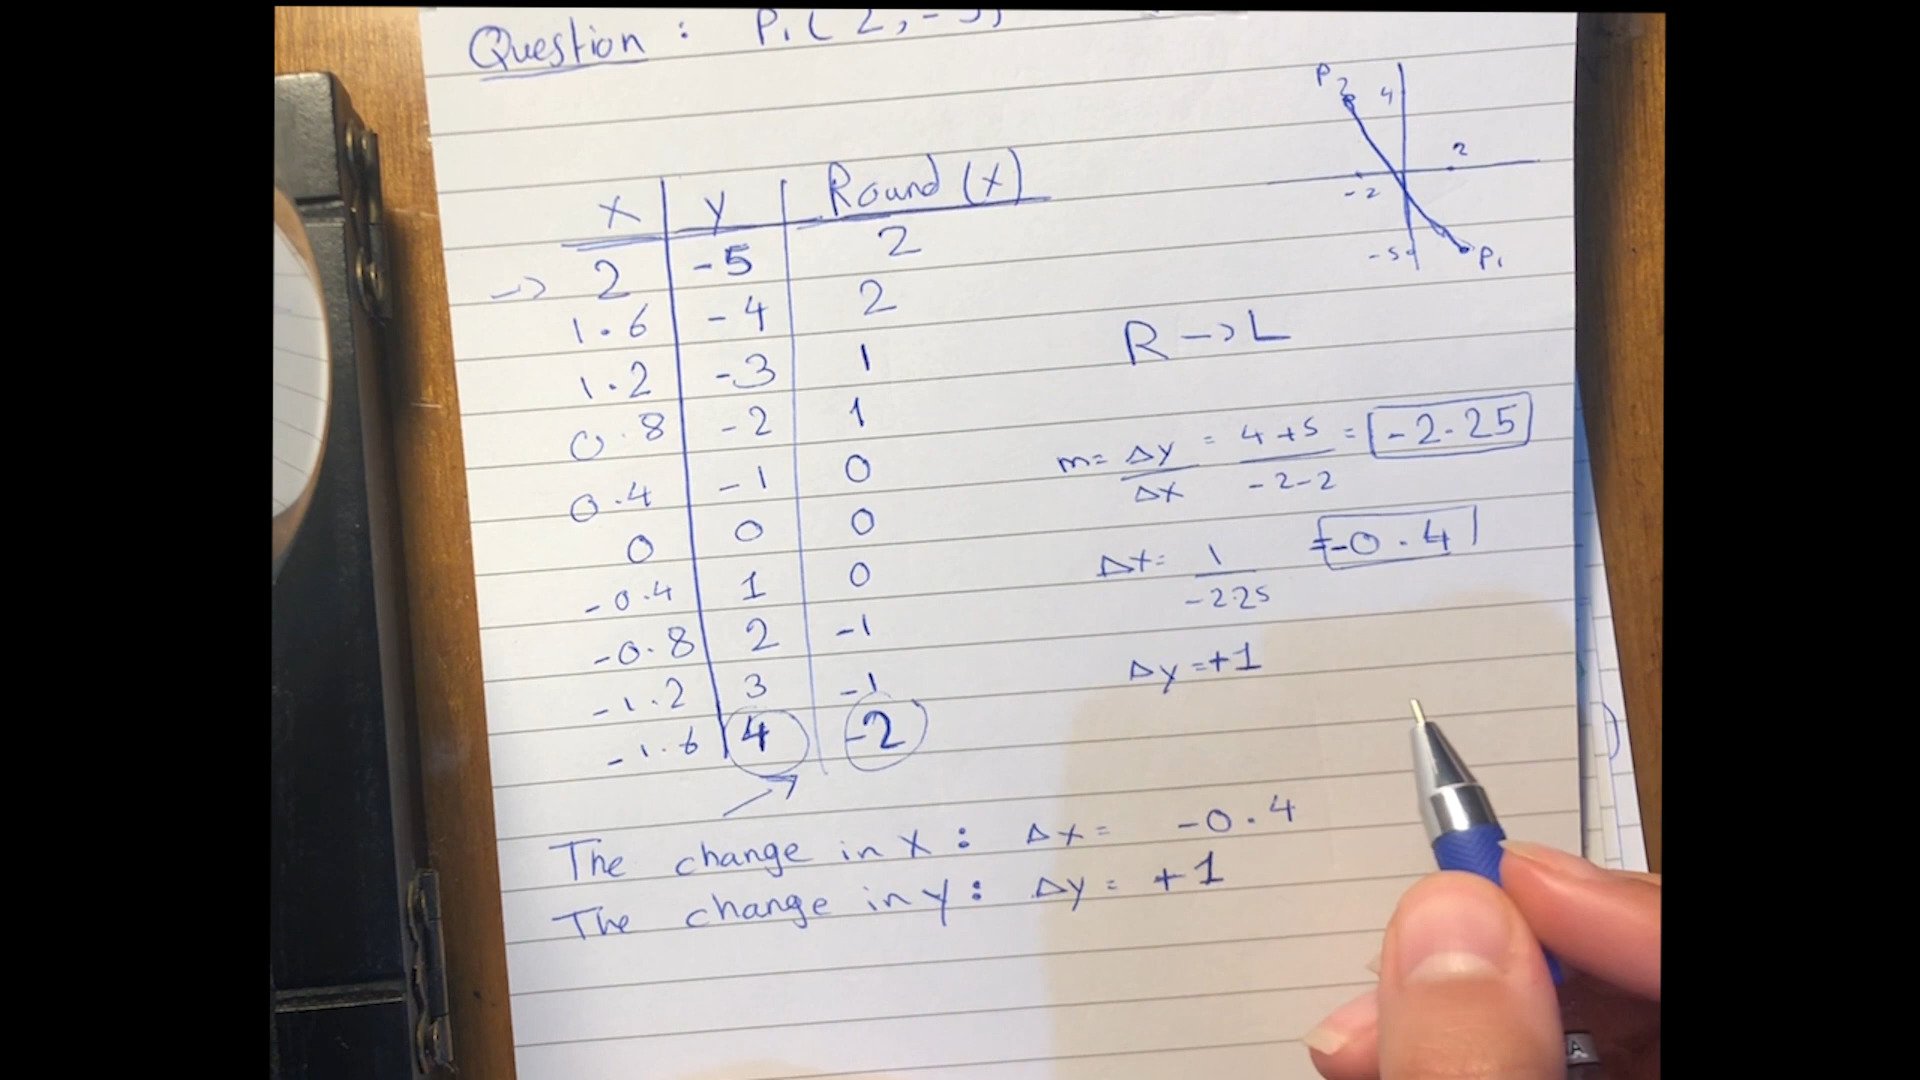 Question : P₁ ( 2 , -5 )
P₂ 4
2
-2
-5 P₁
x y Round (x)
-> 2 -5 2
1.6 -4 2
1.2 -3 1
0.8 -2 1
0.4 -1 0
0 0 0
-0.4 1 0
-0.8 2 -1
-1.2 3 -1
-1.6 4 -2
R -> L
m = Δy/Δx = 4+5/-2-2 = -2.25
Δx = 1/-2.25 = -0.4
Δy = +1
The change in x : Δx = -0.4
The change in y : Δy = +1
A